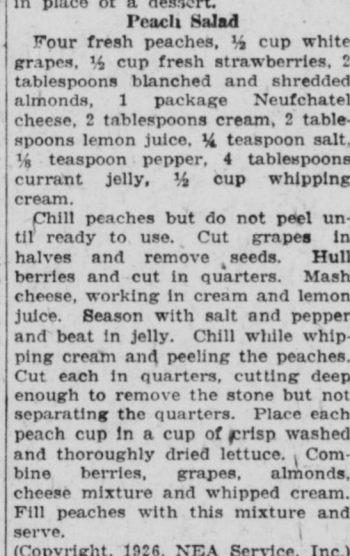 in place of a dessert.
Peach Salad
Four fresh peaches, ½ cup white
grapes, ½ cup fresh strawberries, 2
tablespoons blanched and shredded
almonds, 1 package Neufchatel
cheese, 2 tablespoons cream, 2 table-
spoons lemon juice, ¼ teaspoon salt,
⅛ teaspoon pepper, 4 tablespoons
currant jelly, ½ cup whipping
cream.
Chill peaches but do not peel un-
til ready to use. Cut grapes in
halves and remove seeds. Hull
berries and cut in quarters. Mash
cheese, working in cream and lemon
juice. Season with salt and pepper
and beat in jelly. Chill while whip-
ping cream and peeling the peaches.
Cut each in quarters, cutting deep
enough to remove the stone but not
separating the quarters. Place each
peach cup in a cup of crisp washed
and thoroughly dried lettuce. Com-
bine berries, grapes, almonds,
cheese mixture and whipped cream.
Fill peaches with this mixture and
serve.
(Copyright, 1926, NEA Service, Inc.)